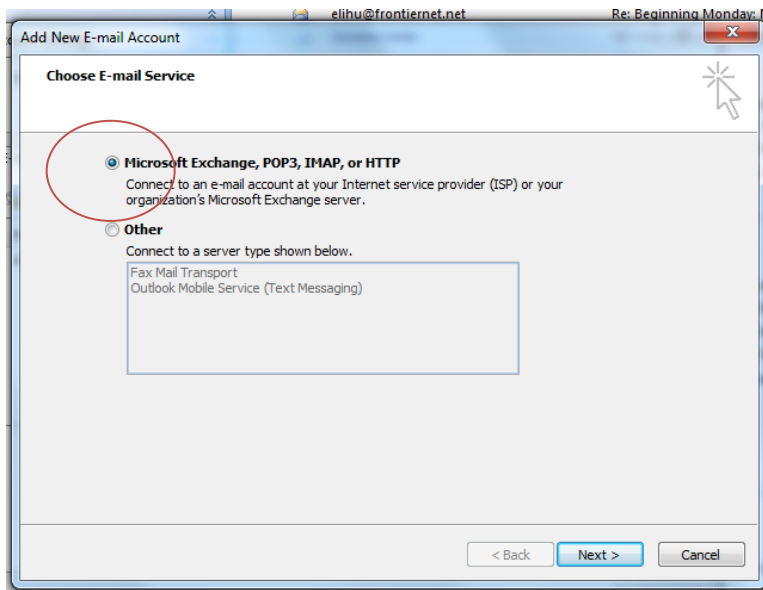 elihu@frontiernet.net Re: Beginning Monday:
Add New E-mail Account
Choose E-mail Service
Microsoft Exchange, POP3, IMAP, or HTTP
Connect to an e-mail account at your Internet service provider (ISP) or your
organization's Microsoft Exchange server.
Other
Connect to a server type shown below.
Fax Mail Transport
Outlook Mobile Service (Text Messaging)
< Back Next > Cancel